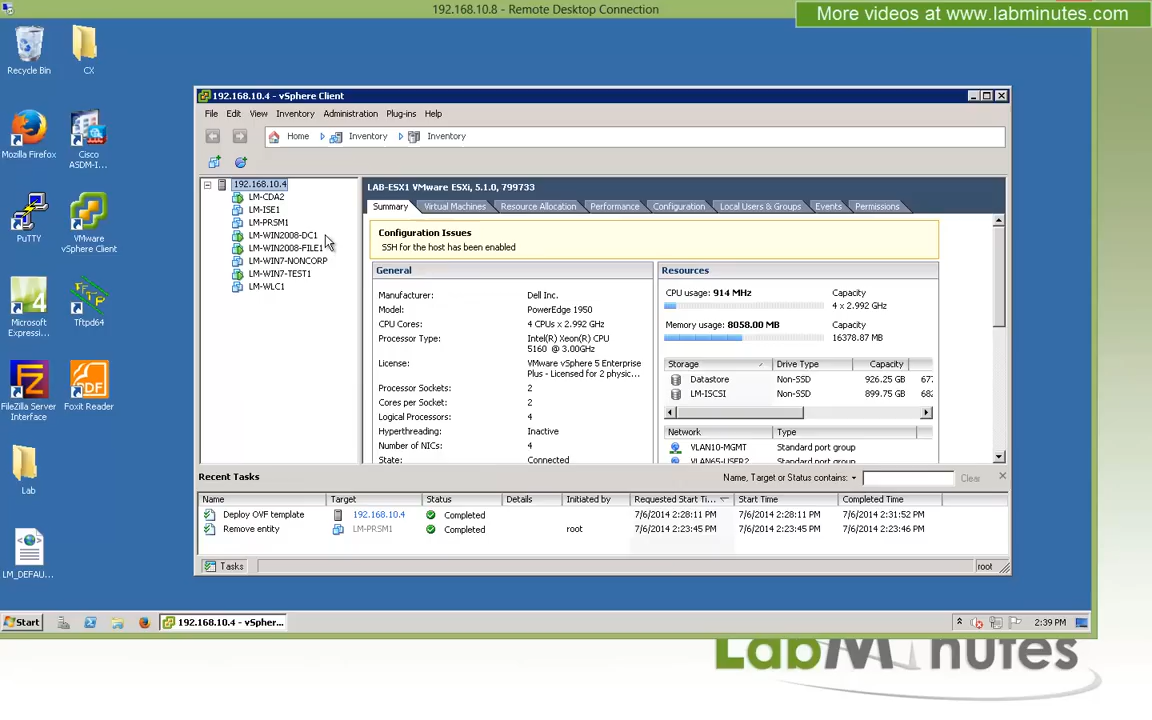 192.168.10.8 - Remote Desktop Connection
More videos at www.labminutes.com
Recycle Bin
CX
Mozilla Firefox
Cisco
ASDM-I...
PuTTY
VMware
vSphere Client
Microsoft
Expressi...
Tftpd64
FileZilla Server
Interface
Foxit Reader
Lab
LM_DEFAU...
192.168.10.4 - vSphere Client
File Edit View Inventory Administration Plug-ins Help
Home Inventory Inventory
192.168.10.4
LM-CDA2
LM-ISE1
LM-PRSM1
LM-WIN2008-DC1
LM-WIN2008-FILE1
LM-WIN7-NONCORP
LM-WIN7-TEST1
LM-WLC1
LAB-ESX1 VMware ESXi, 5.1.0, 799733
Summary Virtual Machines Resource Allocation Performance Configuration Local Users & Groups Events Permissions
Configuration Issues
SSH for the host has been enabled
General
Manufacturer: Dell Inc.
Model: PowerEdge 1950
CPU Cores: 4 CPUs x 2.992 GHz
Processor Type: Intel(R) Xeon(R) CPU
5160 @ 3.00GHz
License: VMware vSphere 5 Enterprise
Plus - Licensed for 2 physic...
Processor Sockets: 2
Cores per Socket: 2
Logical Processors: 4
Hyperthreading: Inactive
Number of NICs: 4
State: Connected
Resources
CPU usage: 914 MHz Capacity
4 x 2.992 GHz
Memory usage: 8058.00 MB Capacity
16378.87 MB
Storage Drive Type Capacity
Datastore Non-SSD 926.25 GB 677
LM-ISCSI Non-SSD 899.75 GB 682
Network Type
VLAN10-MGMT Standard port group
VLAN65-USER2 Standard port group
Recent Tasks
Name, Target or Status contains: Clear
Name Target Status Details Initiated by Requested Start Ti... Start Time Completed Time
Deploy OVF template 192.168.10.4 Completed 7/6/2014 2:28:11 PM 7/6/2014 2:28:11 PM 7/6/2014 2:31:52 PM
Remove entity LM-PRSM1 Completed root 7/6/2014 2:23:45 PM 7/6/2014 2:23:45 PM 7/6/2014 2:23:46 PM
Tasks root
Start 192.168.10.4 - vSpher... 2:39 PM
LabMinutes